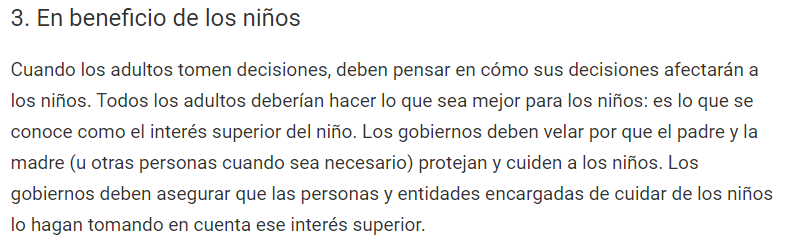 3. En beneficio de los niños
Cuando los adultos tomen decisiones, deben pensar en cómo sus decisiones afectarán a
los niños. Todos los adultos deberían hacer lo que sea mejor para los niños: es lo que se
conoce como el interés superior del niño. Los gobiernos deben velar por que el padre y la
madre (u otras personas cuando sea necesario) protejan y cuiden a los niños. Los
gobiernos deben asegurar que las personas y entidades encargadas de cuidar de los niños
lo hagan tomando en cuenta ese interés superior.